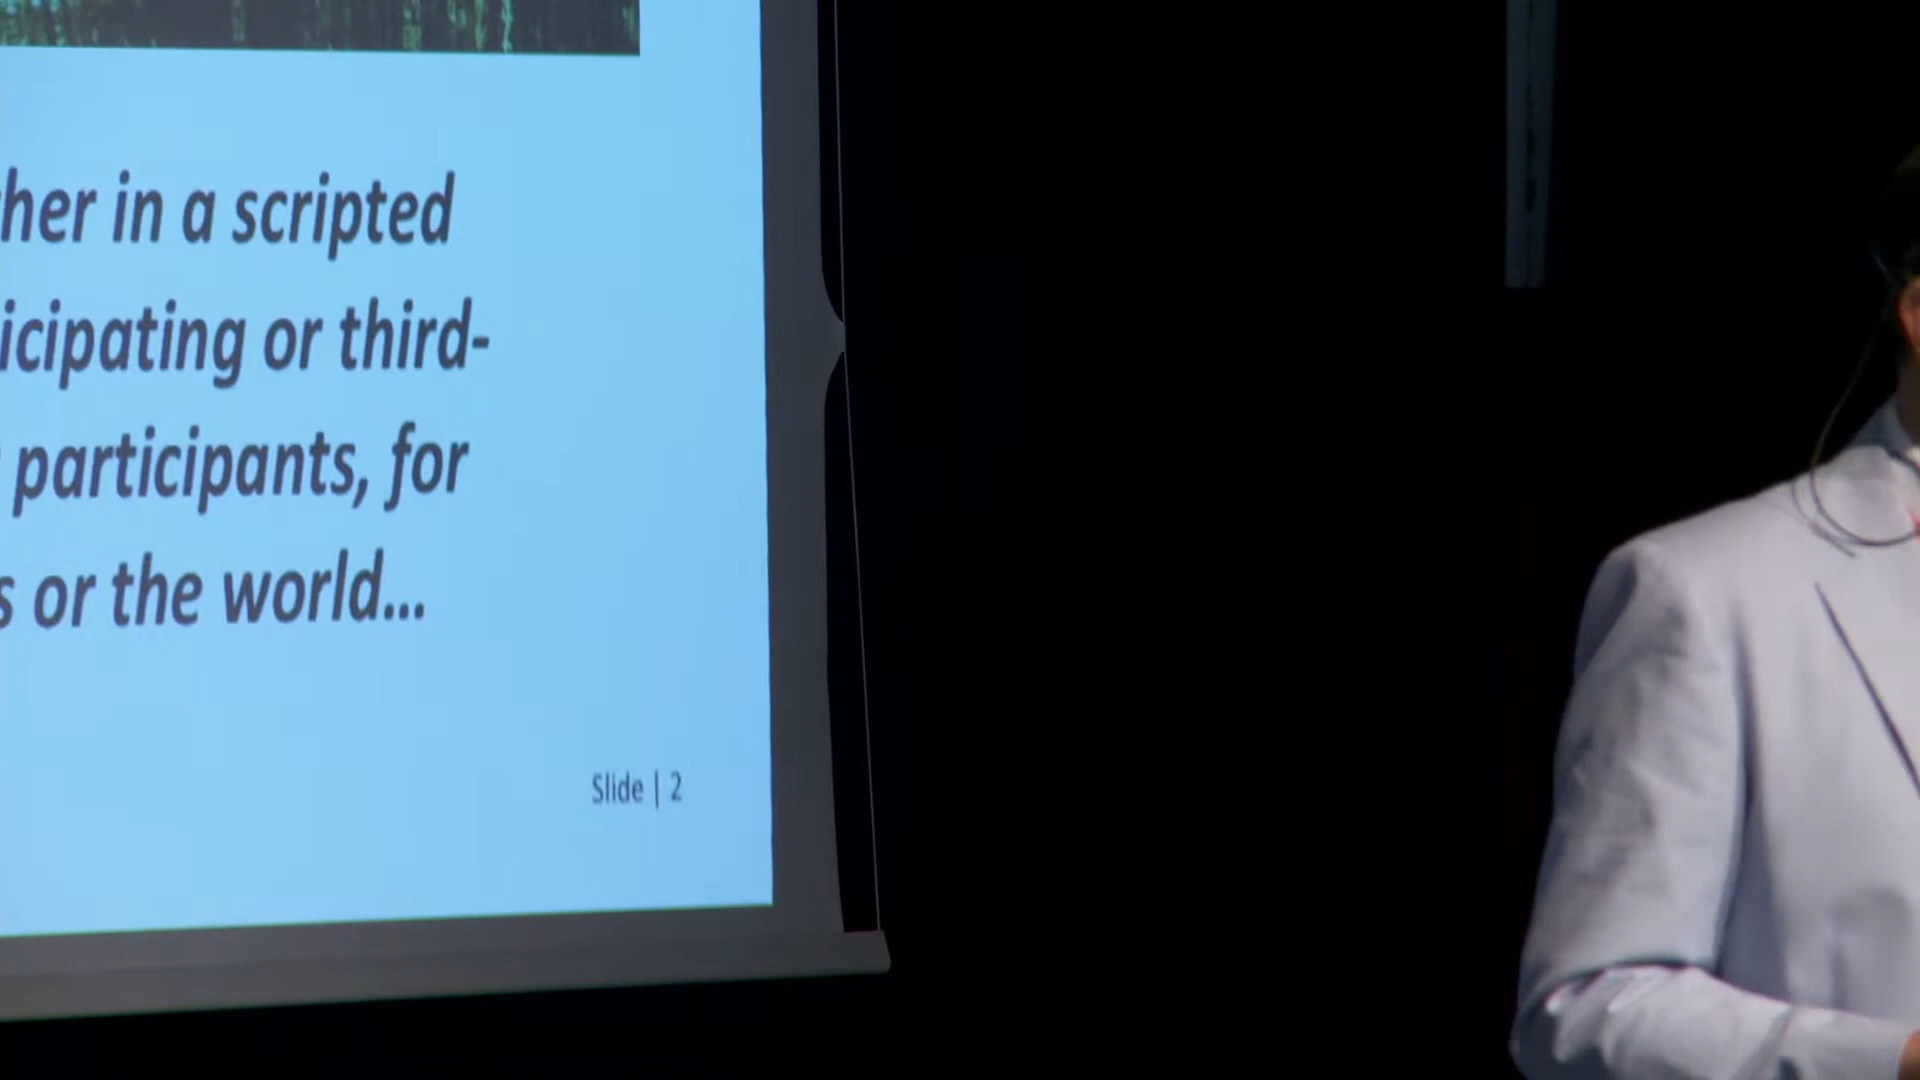 her in a scripted
icipating or third-
participants, for
s or the world...
Slide | 2